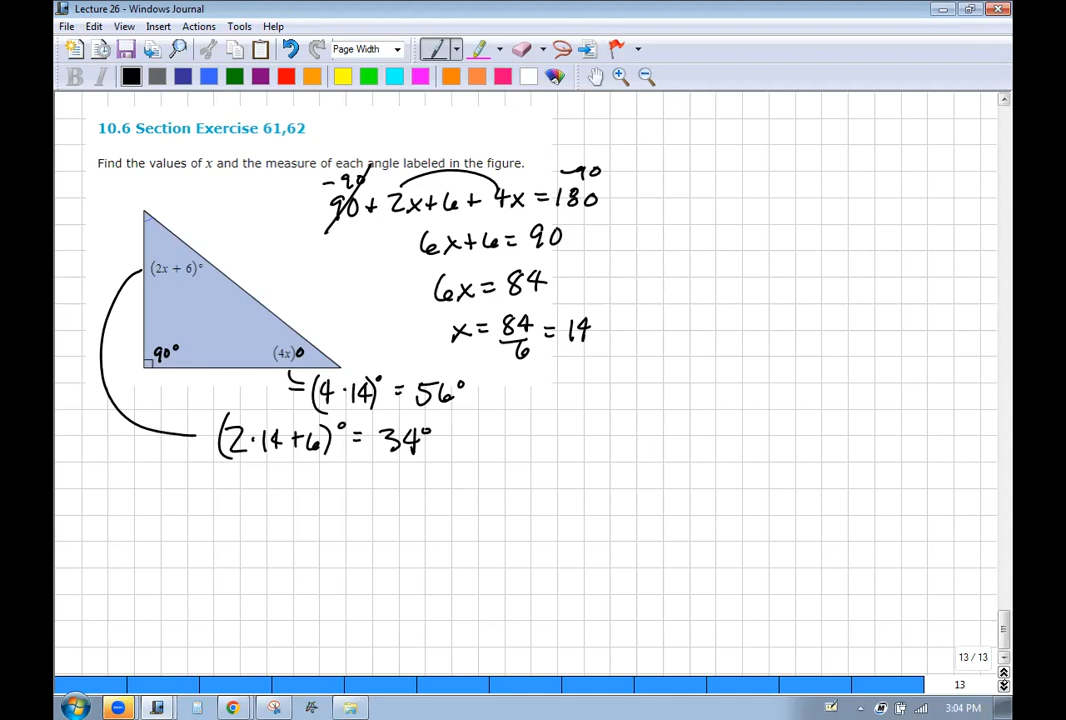 Lecture 26 - Windows Journal
File Edit View Insert Actions Tools Help
Page Width
B I
10.6 Section Exercise 61,62
Find the values of x and the measure of each angle labeled in the figure.
-90 -90
90 + 2x+6 + 4x = 180
6x+6 = 90
(2x + 6)°
6x = 84
x = 84/6 = 14
90° (4x)0
= (4·14)° = 56°
(2·14+6)° = 34°
13 / 13
13
3:04 PM